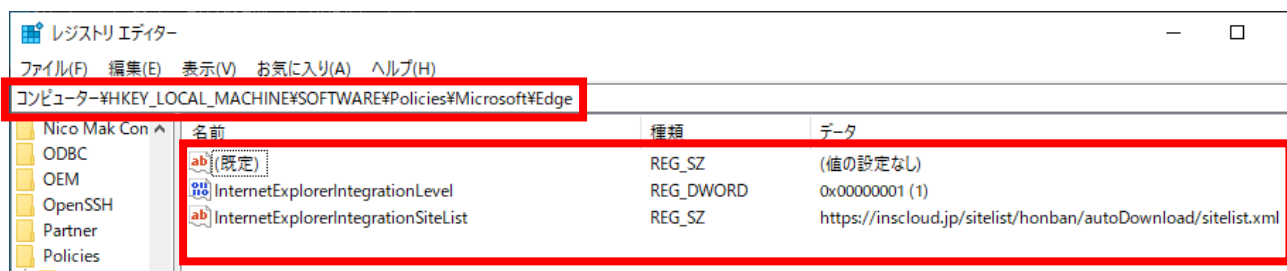 レジストリ エディター
ファイル(F) 編集(E) 表示(V) お気に入り(A) ヘルプ(H)
コンピューター¥HKEY_LOCAL_MACHINE¥SOFTWARE¥Policies¥Microsoft¥Edge
Nico Mak Con
ODBC
OEM
OpenSSH
Partner
Policies
名前 種類 データ
(既定) REG_SZ (値の設定なし)
InternetExplorerIntegrationLevel REG_DWORD 0x00000001 (1)
InternetExplorerIntegrationSiteList REG_SZ https://inscloud.jp/sitelist/honban/autoDownload/sitelist.xml